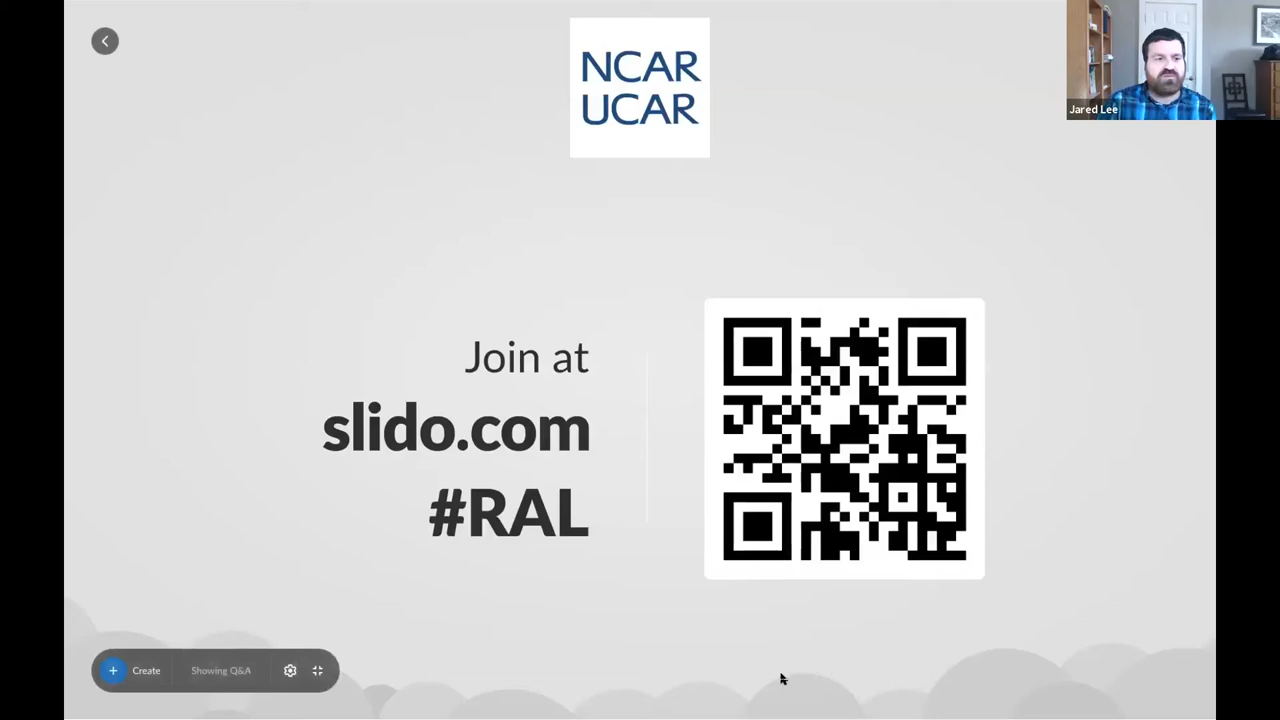 NCAR
UCAR
Jared Lee
Join at
slido.com
#RAL
Create
Showing Q&A